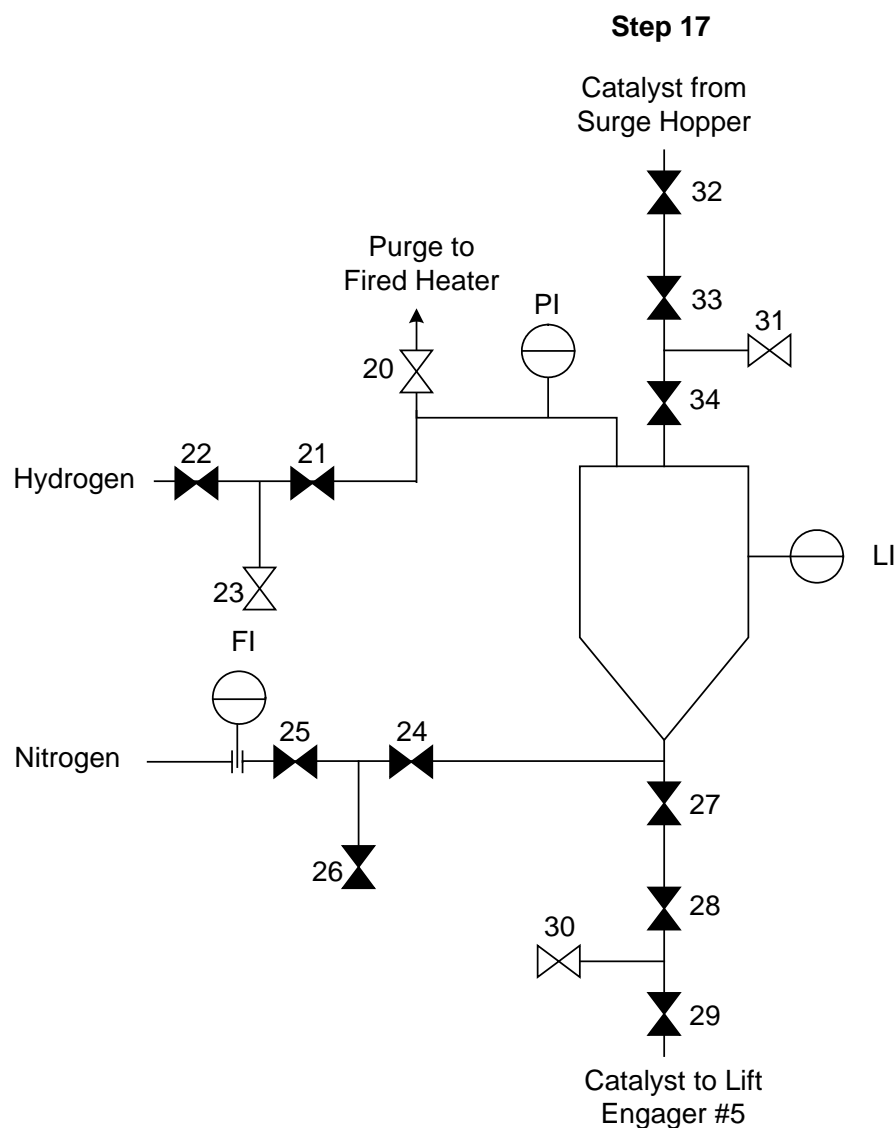 Step 17
Catalyst from
Surge Hopper
32
Purge to
Fired Heater
33
PI
31
20
34
22
21
Hydrogen
23
LI
FI
25
24
Nitrogen
27
26
28
30
29
Catalyst to Lift
Engager #5